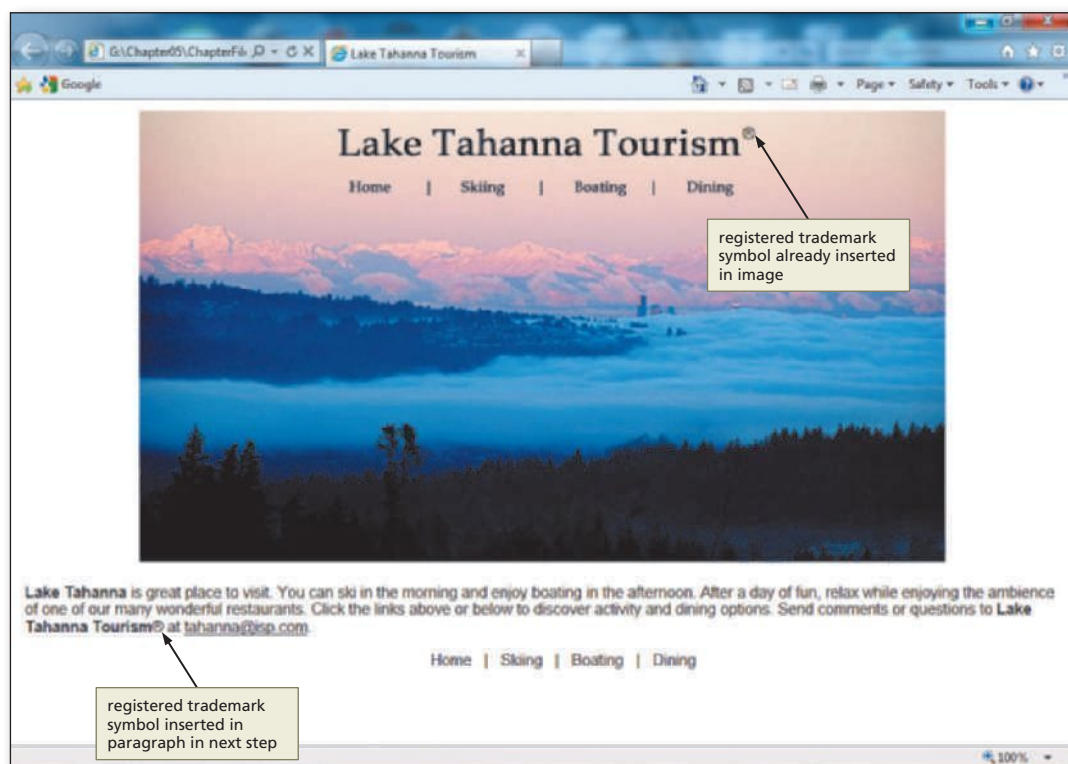 G:\Chapter05\ChapterFil
Lake Tahanna Tourism
Google
Page
Safety
Tools
Lake Tahanna Tourism®
Home | Skiing | Boating | Dining
registered trademark
symbol already inserted
in image
Lake Tahanna is great place to visit. You can ski in the morning and enjoy boating in the afternoon. After a day of fun, relax while enjoying the ambience
of one of our many wonderful restaurants. Click the links above or below to discover activity and dining options. Send comments or questions to Lake
Tahanna Tourism® at tahanna@isp.com.
Home | Skiing | Boating | Dining
registered trademark
symbol inserted in
paragraph in next step
100%